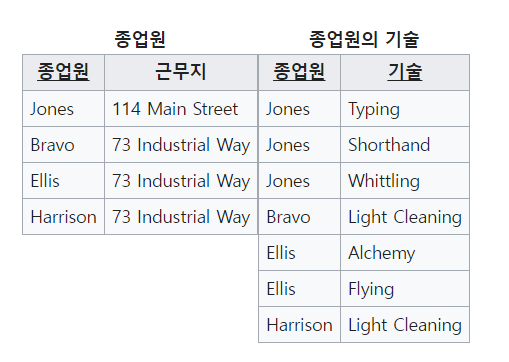 종업원 종업원의 기술
종업원 근무지 종업원 기술
Jones 114 Main Street Jones Typing
Bravo 73 Industrial Way Jones Shorthand
Ellis 73 Industrial Way Jones Whittling
Harrison 73 Industrial Way Bravo Light Cleaning
Ellis Alchemy
Ellis Flying
Harrison Light Cleaning